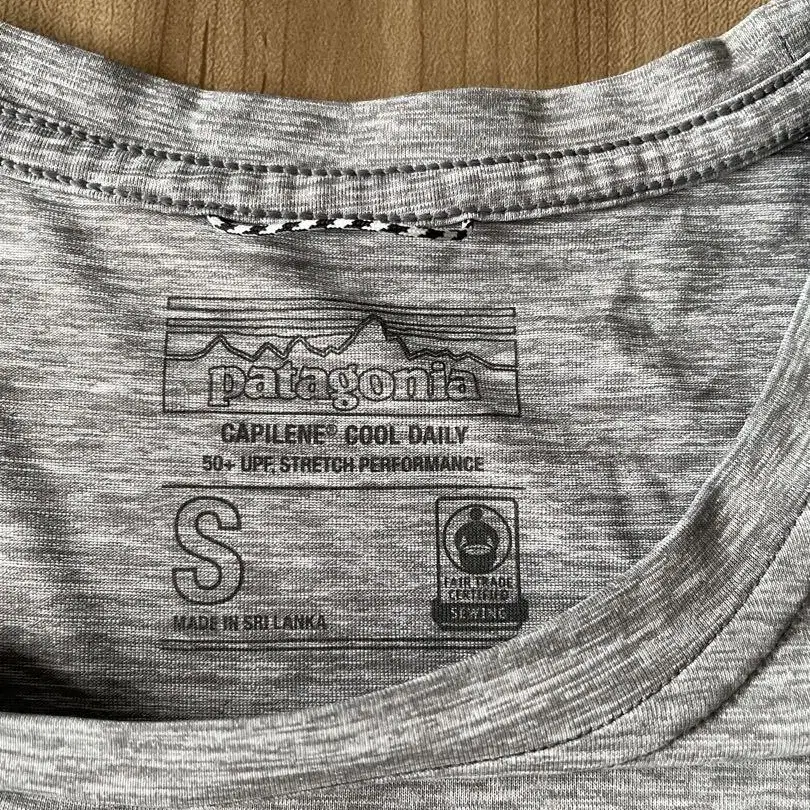 patagonia
CAPILENE® COOL DAILY
50+ UPF, STRETCH PERFORMANCE
S
FAIR TRADE
CERTIFIED
SEWING
MADE IN SRI LANKA